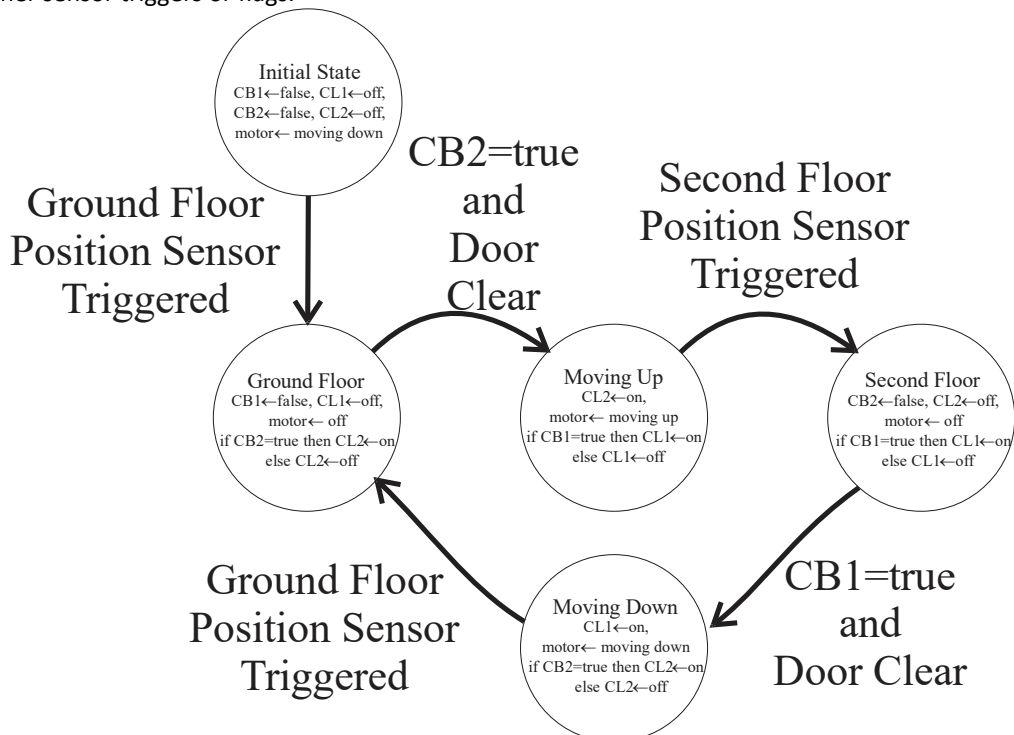 Initial State
CB1←false, CL1←off,
CB2←false, CL2←off,
motor← moving down
CB2=true
and
Door
Clear
Second Floor
Position Sensor
Triggered
Ground Floor
Position Sensor
Triggered
Ground Floor
CB1←false, CL1←off,
motor← off
if CB2=true then CL2←on
else CL2←off
Moving Up
CL2←on,
motor← moving up
if CB1=true then CL1←on
else CL1←off
Second Floor
CB2←false, CL2←off,
motor← off
if CB1=true then CL1←on
else CL1←off
Ground Floor
Position Sensor
Triggered
Moving Down
CL1←on,
motor← moving down
if CB2=true then CL2←on
else CL2←off
CB1=true
and
Door Clear